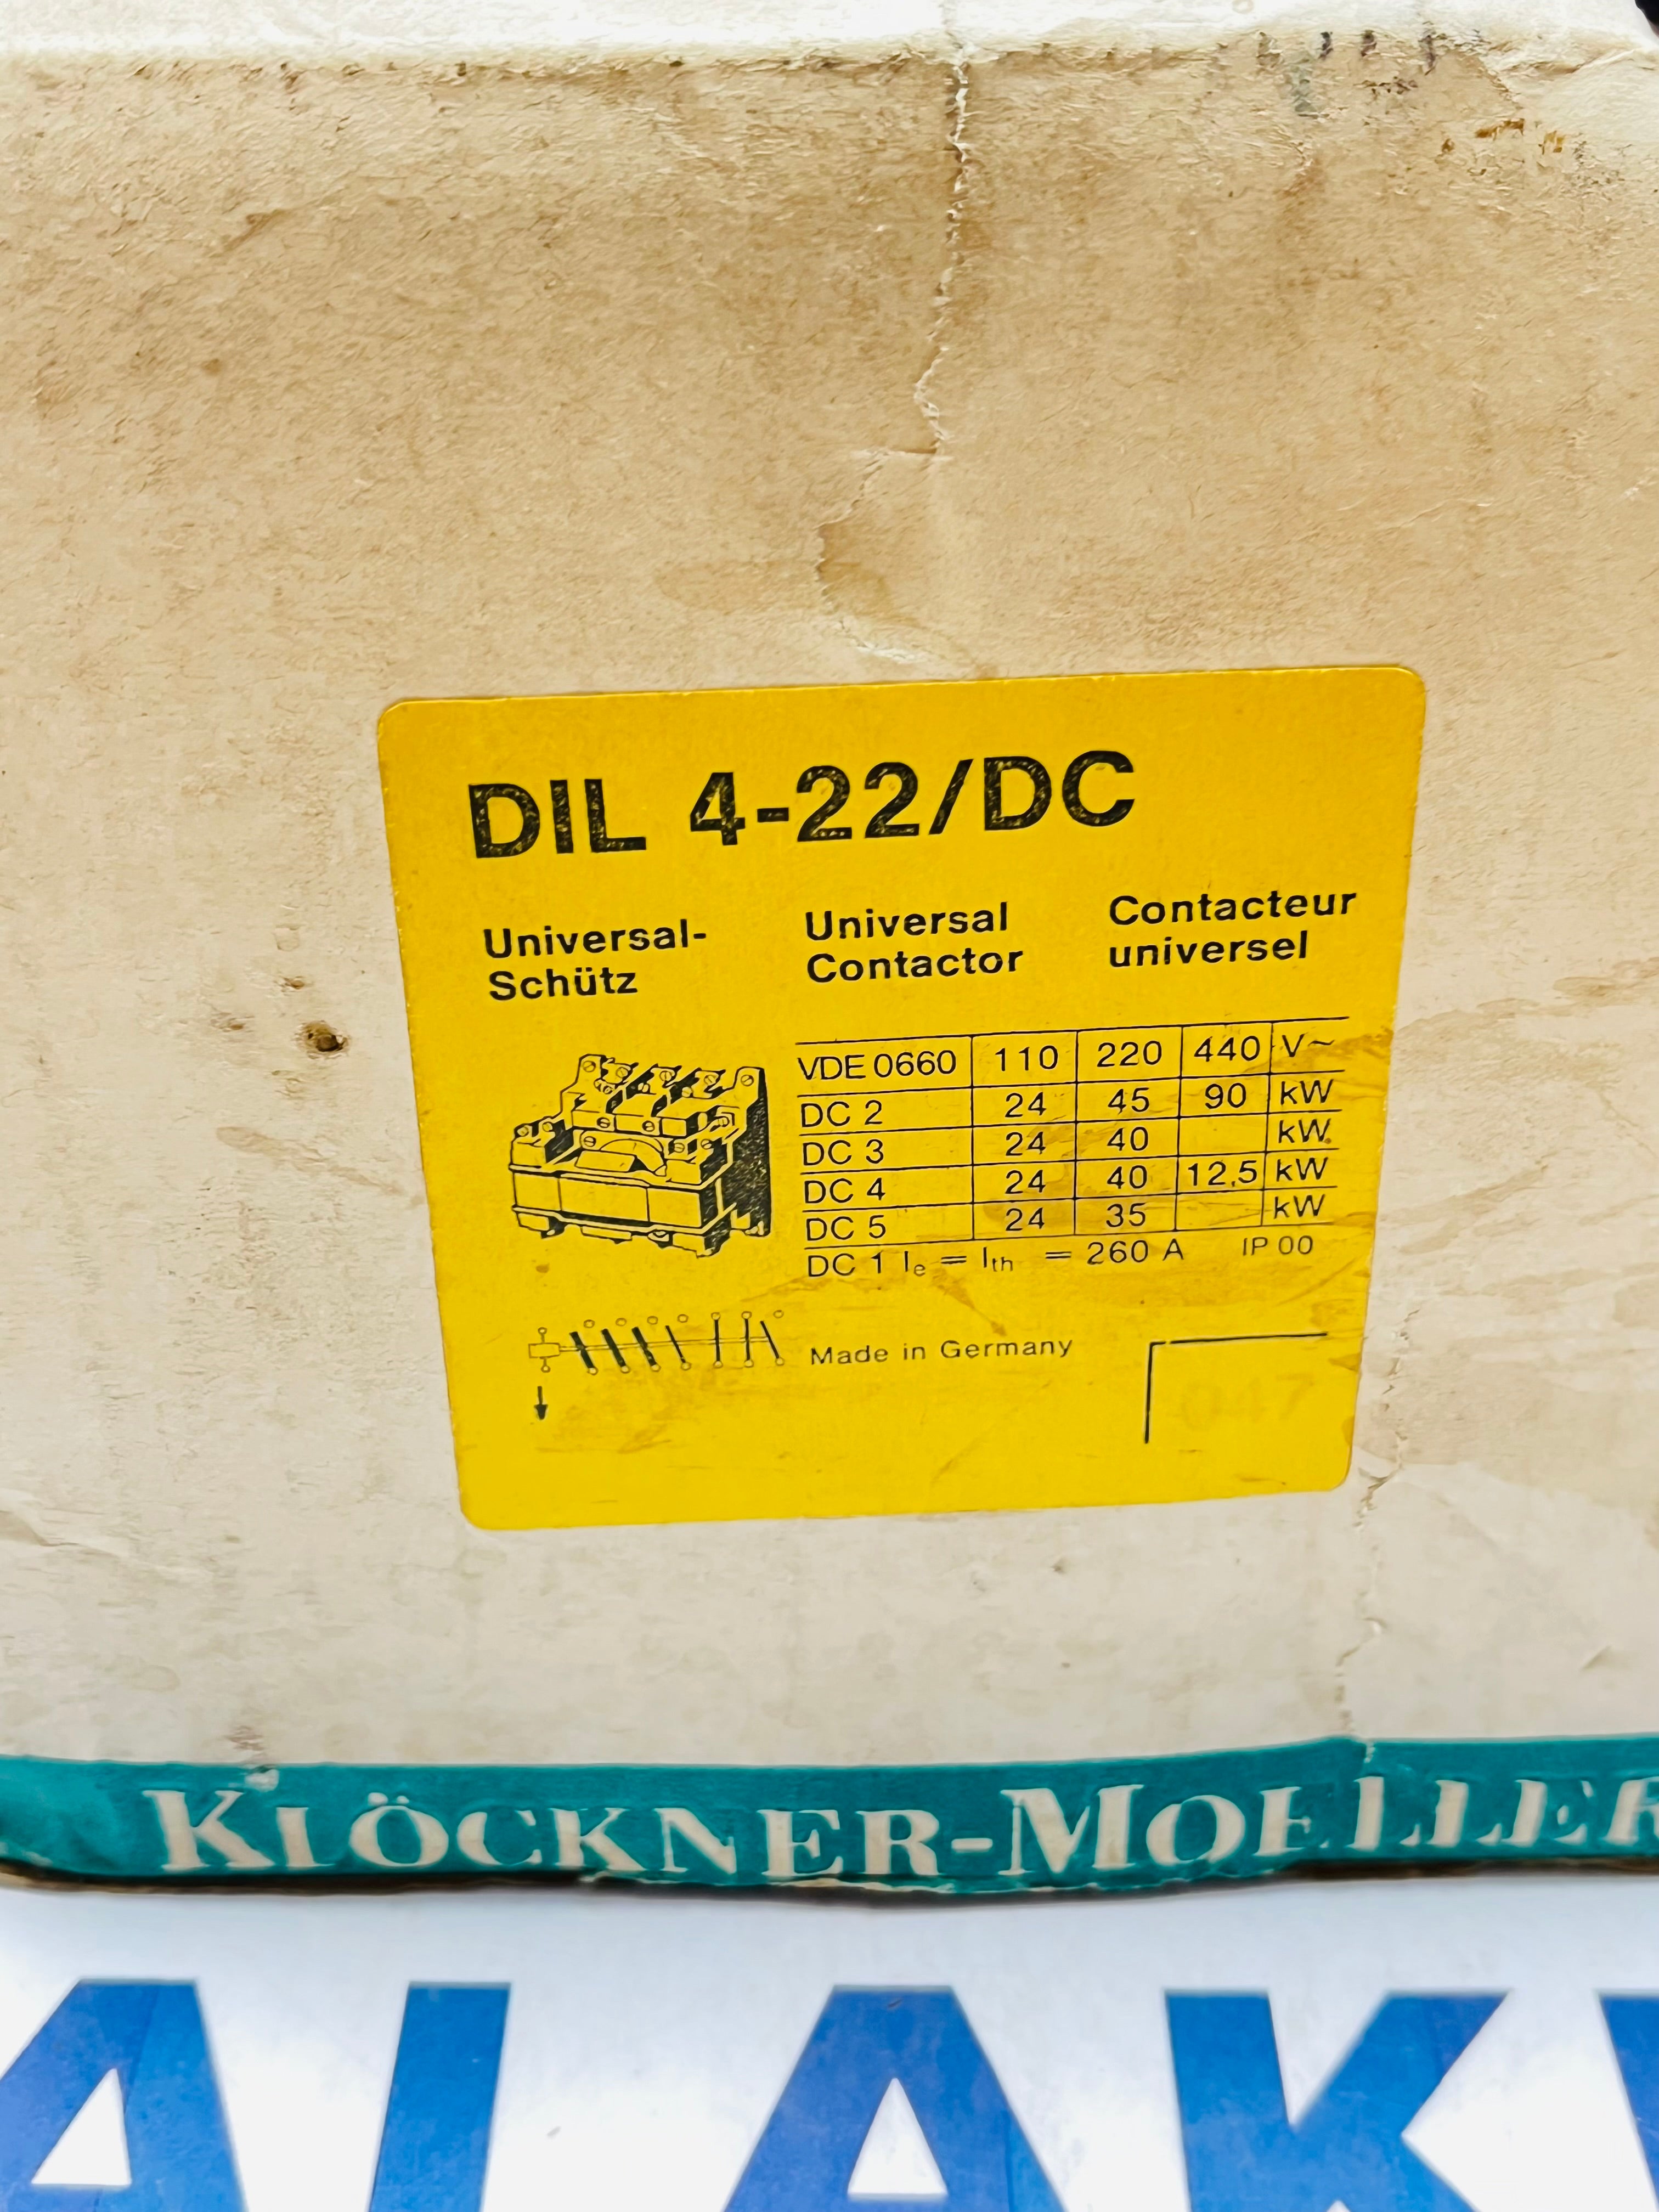 DIL 4-22/DC
Universal-
Schütz
Universal
Contactor
Contacteur
universel
VDE 0660 110 220 440 V~
DC 2 24 45 90 kW
DC 3 24 40 kW
DC 4 24 40 12,5 kW
DC 5 24 35 kW
DC 1 Ie = Ith = 260 A IP 00
Made in Germany
047
KLÖCKNER-MOELLER